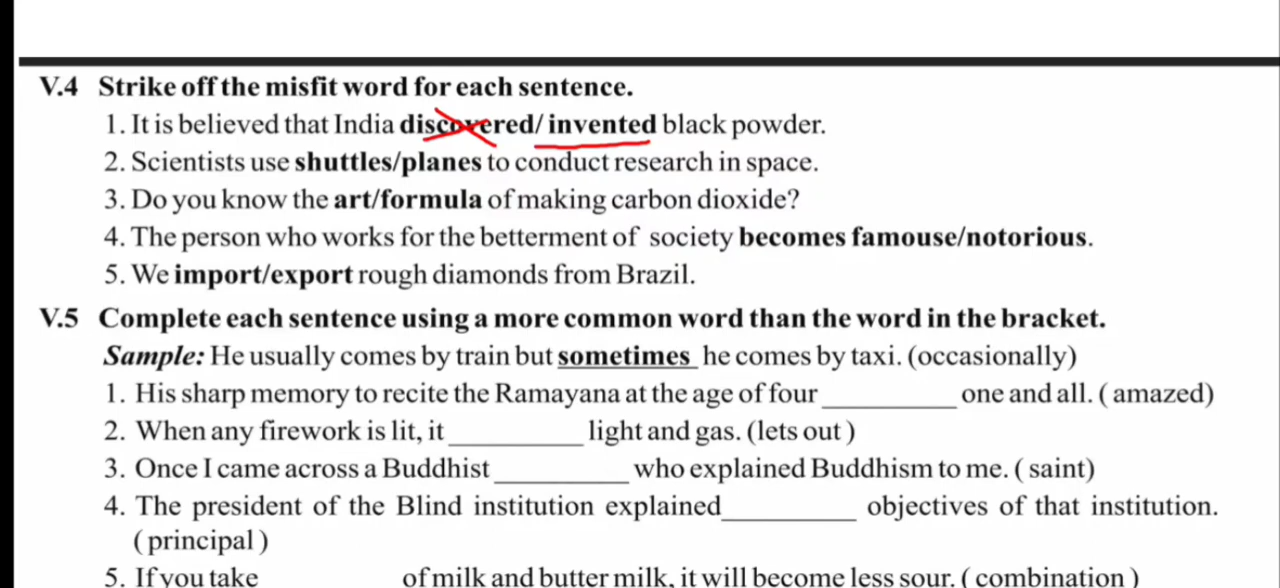 V.4 Strike off the misfit word for each sentence.
1. It is believed that India discovered/ invented black powder.
2. Scientists use shuttles/planes to conduct research in space.
3. Do you know the art/formula of making carbon dioxide?
4. The person who works for the betterment of society becomes famouse/notorious.
5. We import/export rough diamonds from Brazil.
V.5 Complete each sentence using a more common word than the word in the bracket.
Sample: He usually comes by train but sometimes he comes by taxi. (occasionally)
1. His sharp memory to recite the Ramayana at the age of four __________ one and all. ( amazed)
2. When any firework is lit, it __________ light and gas. (lets out )
3. Once I came across a Buddhist __________ who explained Buddhism to me. ( saint)
4. The president of the Blind institution explained __________ objectives of that institution.
( principal )
5. If you take __________ of milk and butter milk, it will become less sour. ( combination )